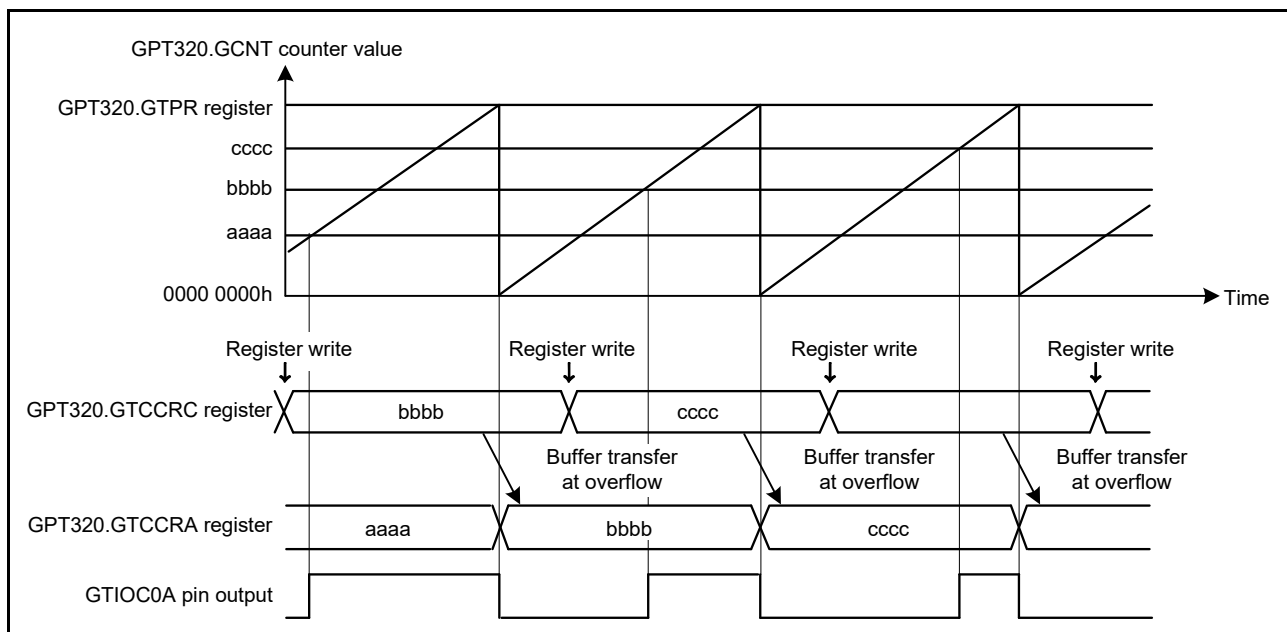 GPT320.GCNT counter value
GPT320.GTPR register
cccc
bbbb
aaaa
0000 0000h
Time
Register write
Register write
Register write
Register write
GPT320.GTCCRC register
bbbb
cccc
Buffer transfer
at overflow
Buffer transfer
at overflow
Buffer transfer
at overflow
GPT320.GTCCRA register
aaaa
bbbb
cccc
GTIOC0A pin output